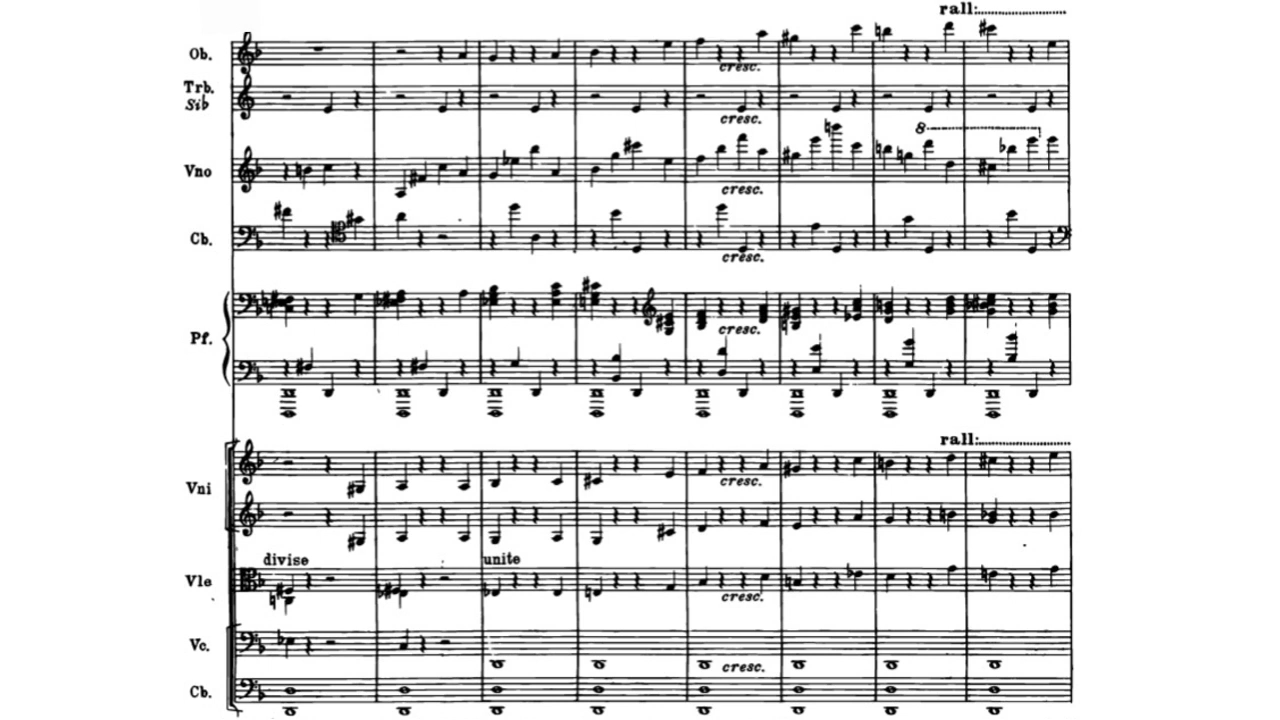 rall:
Ob.
cresc.
Trb.
Sib
cresc.
8
Vno
cresc.
Cb.
cresc.
Pf.
cresc.
rall:
Vni
cresc.
divise
unite
Vle
cresc.
Vc.
cresc.
Cb.